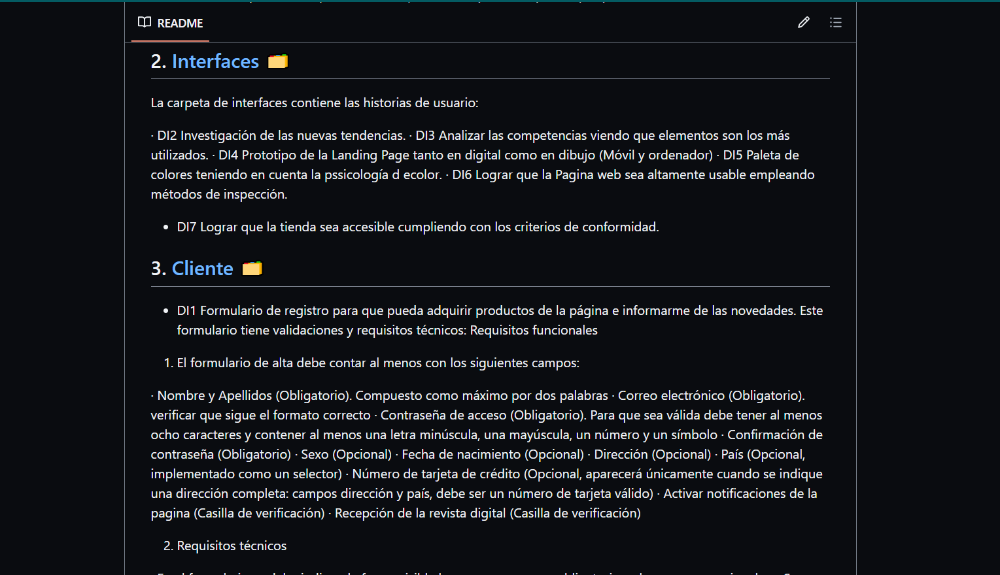 README
2. Interfaces
La carpeta de interfaces contiene las historias de usuario:
· DI2 Investigación de las nuevas tendencias. · DI3 Analizar las competencias viendo que elementos son los más
utilizados. · DI4 Prototipo de la Landing Page tanto en digital como en dibujo (Móvil y ordenador) · DI5 Paleta de
colores teniendo en cuenta la pssicología d ecolor. · DI6 Lograr que la Pagina web sea altamente usable empleando
métodos de inspección.
• DI7 Lograr que la tienda sea accesible cumpliendo con los criterios de conformidad.
3. Cliente
• DI1 Formulario de registro para que pueda adquirir productos de la página e informarme de las novedades. Este
formulario tiene validaciones y requisitos técnicos: Requisitos funcionales
1. El formulario de alta debe contar al menos con los siguientes campos:
· Nombre y Apellidos (Obligatorio). Compuesto como máximo por dos palabras · Correo electrónico (Obligatorio).
verificar que sigue el formato correcto · Contraseña de acceso (Obligatorio). Para que sea válida debe tener al menos
ocho caracteres y contener al menos una letra minúscula, una mayúscula, un número y un símbolo · Confirmación de
contraseña (Obligatorio) · Sexo (Opcional) · Fecha de nacimiento (Opcional) · Dirección (Opcional) · País (Opcional,
implementado como un selector) · Número de tarjeta de crédito (Opcional, aparecerá únicamente cuando se indique
una dirección completa: campos dirección y país, debe ser un número de tarjeta válido) · Activar notificaciones de la
pagina (Casilla de verificación) · Recepción de la revista digital (Casilla de verificación)
2. Requisitos técnicos